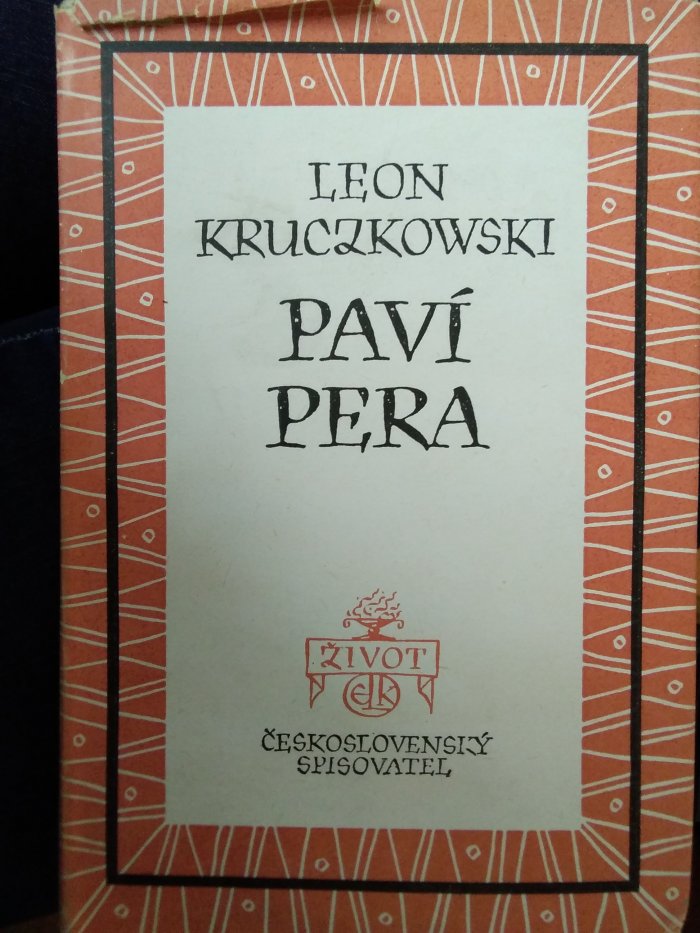 LEON
KRUCZKOWSKI
PAVÍ
PERA
ŽIVOT
ELK
ČESKOSLOVENSKÝ
SPISOVATEL